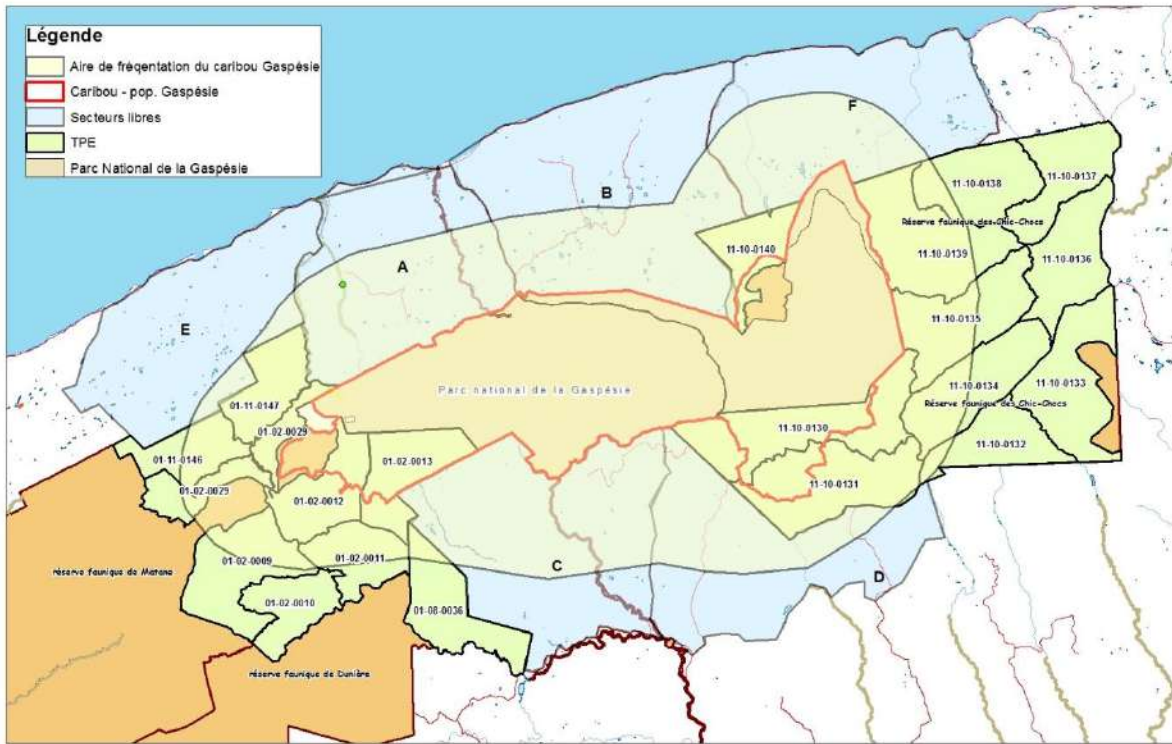 Légende
Aire de fréqentation du caribou Gaspésie
Caribou - pop. Gaspésie
Secteurs libres
TPE
Parc National de la Gaspésie
F
11-10-0138
11-10-0137
B
Réserve faunique des Chic-Chocs
11-10-0140
11-10-0139
11-10-0136
A
E
11-10-0135
Parc national de la Gaspésie
11-10-0134
11-10-0133
01-11-0147
Réserve faunique des Chic-Chocs
01-02-0029
11-10-0130
11-10-0132
01-11-0146
01-02-0013
01-02-0029
11-10-0131
01-02-0012
01-02-0009
01-02-0011
C
réserve faunique de Matane
D
01-02-0010
01-08-0036
réserve faunique de Dunière